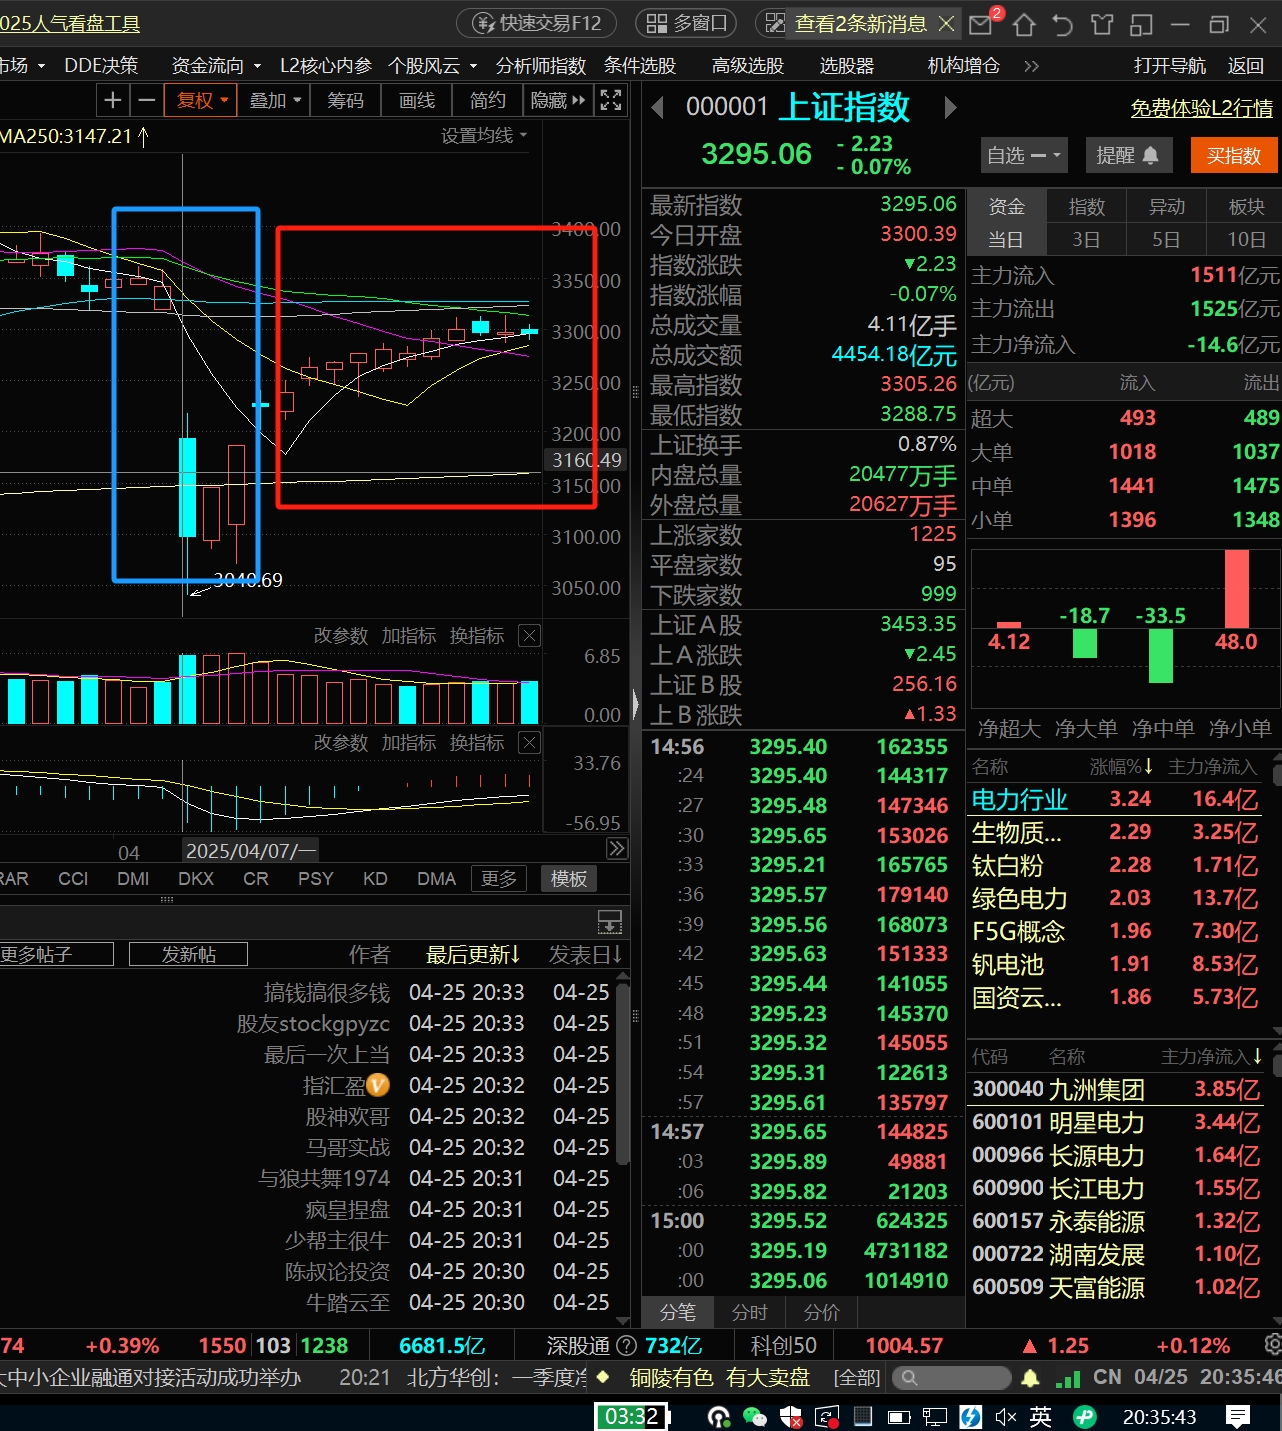 025人气看盘工具
快速交易F12
多窗口
查看2条新消息
2
市场
DDE决策
资金流向
L2核心内参
个股风云
分析师指数
条件选股
高级选股
选股器
机构增仓
打开导航
返回
复权
叠加
筹码
画线
简约
隐藏
MA250:3147.21
设置均线
3400.00
3350.00
3300.00
3250.00
3200.00
3160.49
3150.00
3100.00
3050.00
3040.69
改参数 加指标 换指标
6.85
0.00
改参数 加指标 换指标
33.76
-56.95
04
2025/04/07/一
RAR CCI DMI DKX CR PSY KD DMA 更多 模板
更多帖子 发新帖 作者 最后更新↓ 发表日↓
搞钱搞很多钱 04-25 20:33 04-25
股友stockgpyzc 04-25 20:33 04-25
最后一次上当 04-25 20:33 04-25
指汇盈V 04-25 20:32 04-25
股神欢哥 04-25 20:32 04-25
马哥实战 04-25 20:32 04-25
与狼共舞1974 04-25 20:31 04-25
疯皇捏盘 04-25 20:31 04-25
少帮主很牛 04-25 20:31 04-25
陈叔论投资 04-25 20:30 04-25
牛踏云至 04-25 20:30 04-25
000001 上证指数
免费体验L2行情
3295.06
- 2.23
- 0.07%
自选
提醒
买指数
最新指数 3295.06
今日开盘 3300.39
指数涨跌 ▼2.23
指数涨幅 -0.07%
总成交量 4.11亿手
总成交额 4454.18亿元
最高指数 3305.26
最低指数 3288.75
上证换手 0.87%
内盘总量 20477万手
外盘总量 20627万手
上涨家数 1225
平盘家数 95
下跌家数 999
上证A股 3453.35
上A涨跌 ▼2.45
上证B股 256.16
上B涨跌 ▲1.33
14:56 3295.40 162355
:24 3295.40 144317
:27 3295.48 147346
:30 3295.65 153026
:33 3295.21 165765
:36 3295.57 179140
:39 3295.56 168073
:42 3295.63 151333
:45 3295.44 141055
:48 3295.23 145370
:51 3295.32 145055
:54 3295.31 122613
:57 3295.61 135797
14:57 3295.65 144825
:03 3295.89 49881
:06 3295.82 21203
15:00 3295.52 624325
:00 3295.19 4731182
:00 3295.06 1014910
分笔 分时 分价
资金 指数 异动 板块
当日 3日 5日 10日
主力流入 1511亿元
主力流出 1525亿元
主力净流入 -14.6亿元
(亿元) 流入 流出
超大 493 489
大单 1018 1037
中单 1441 1475
小单 1396 1348
4.12 -18.7 -33.5 48.0
净超大 净大单 净中单 净小单
名称 涨幅%↓ 主力净流入
电力行业 3.24 16.4亿
生物质... 2.29 3.25亿
钛白粉 2.28 1.71亿
绿色电力 2.03 13.7亿
F5G概念 1.96 7.30亿
钒电池 1.91 8.53亿
国资云... 1.86 5.73亿
代码 名称 主力净流入↓
300040 九洲集团 3.85亿
600101 明星电力 3.44亿
000966 长源电力 1.64亿
600900 长江电力 1.55亿
600157 永泰能源 1.32亿
000722 湖南发展 1.10亿
600509 天富能源 1.02亿
74 +0.39% 1550 103 1238 6681.5亿 深股通 ? 732亿 科创50 1004.57 ▲ 1.25 +0.12%
大中小企业融通对接活动成功举办 20:21 北方华创：一季度净 ◆ 铜陵有色 有大卖盘 [全部] CN 04/25 20:35:46
03:32 英 20:35:43